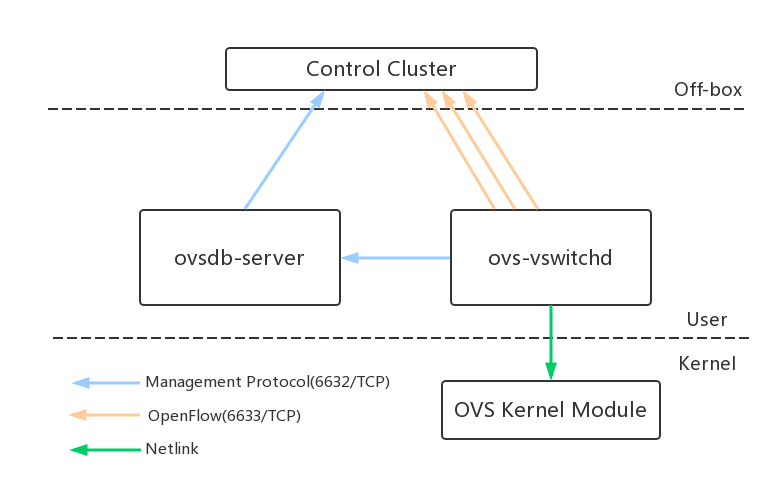 Control Cluster
Off-box
ovsdb-server
ovs-vswitchd
User
Kernel
Management Protocol(6632/TCP)
OpenFlow(6633/TCP)
Netlink
OVS Kernel Module